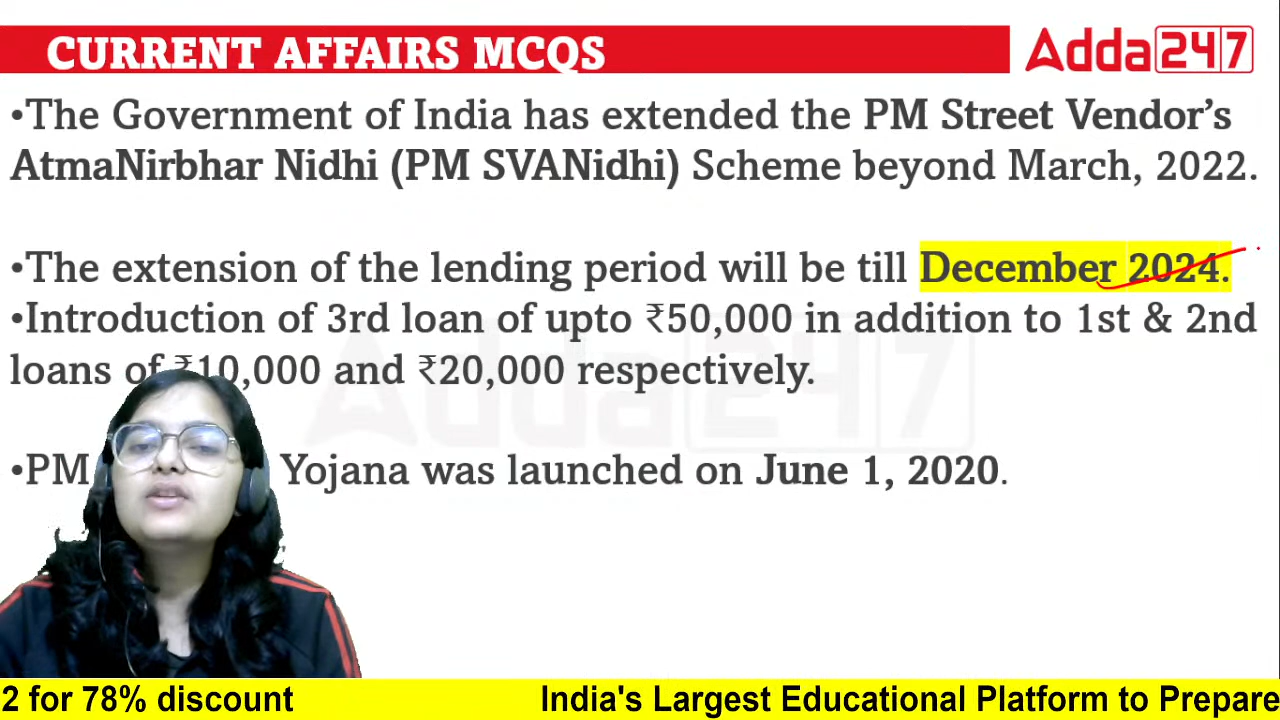 CURRENT AFFAIRS MCQS
Adda247
•The Government of India has extended the PM Street Vendor’s
AtmaNirbhar Nidhi (PM SVANidhi) Scheme beyond March, 2022.
•The extension of the lending period will be till December 2024.
•Introduction of 3rd loan of upto ₹50,000 in addition to 1st & 2nd
loans of ₹10,000 and ₹20,000 respectively.
•PM Yojana was launched on June 1, 2020.
Adda247
2 for 78% discount India's Largest Educational Platform to Prepare